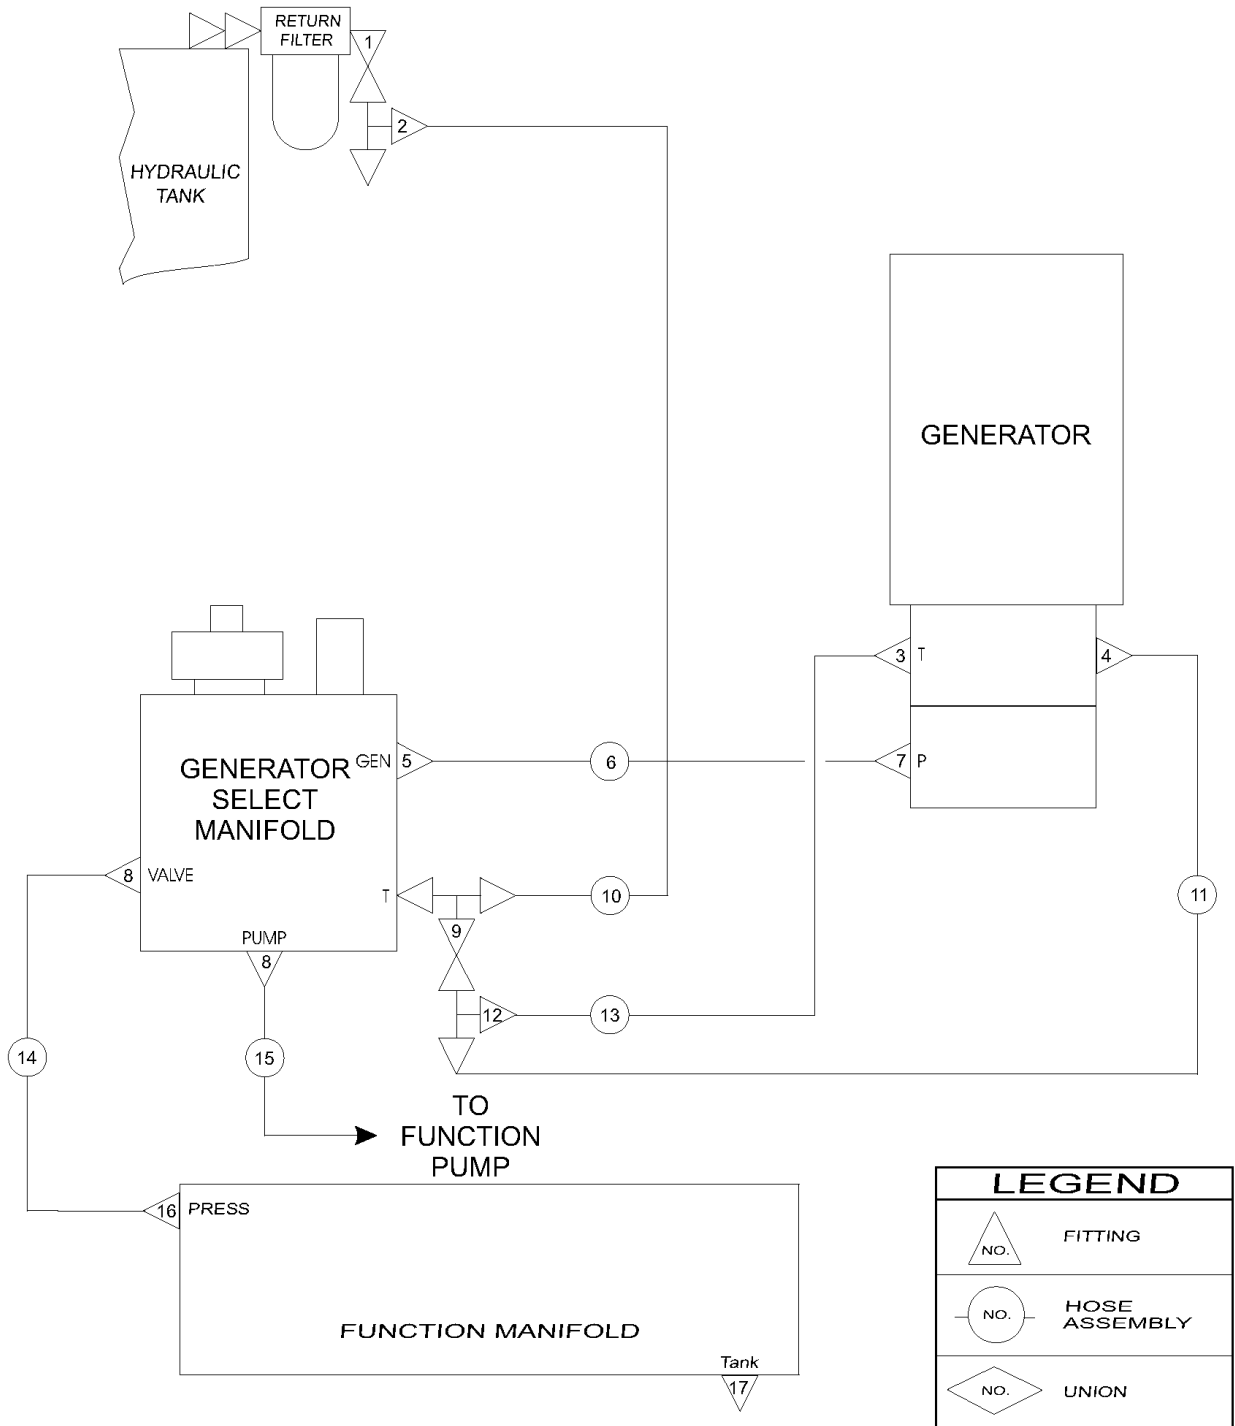 RETURN
FILTER
1
2
HYDRAULIC
TANK
GENERATOR
3
T
4
GENERATOR
SELECT
MANIFOLD
GEN
5
6
7
P
8
VALVE
T
10
11
9
PUMP
8
12
13
14
15
TO
FUNCTION
PUMP
16
PRESS
FUNCTION MANIFOLD
Tank
17
LEGEND
NO.
FITTING
NO.
HOSE
ASSEMBLY
NO.
UNION